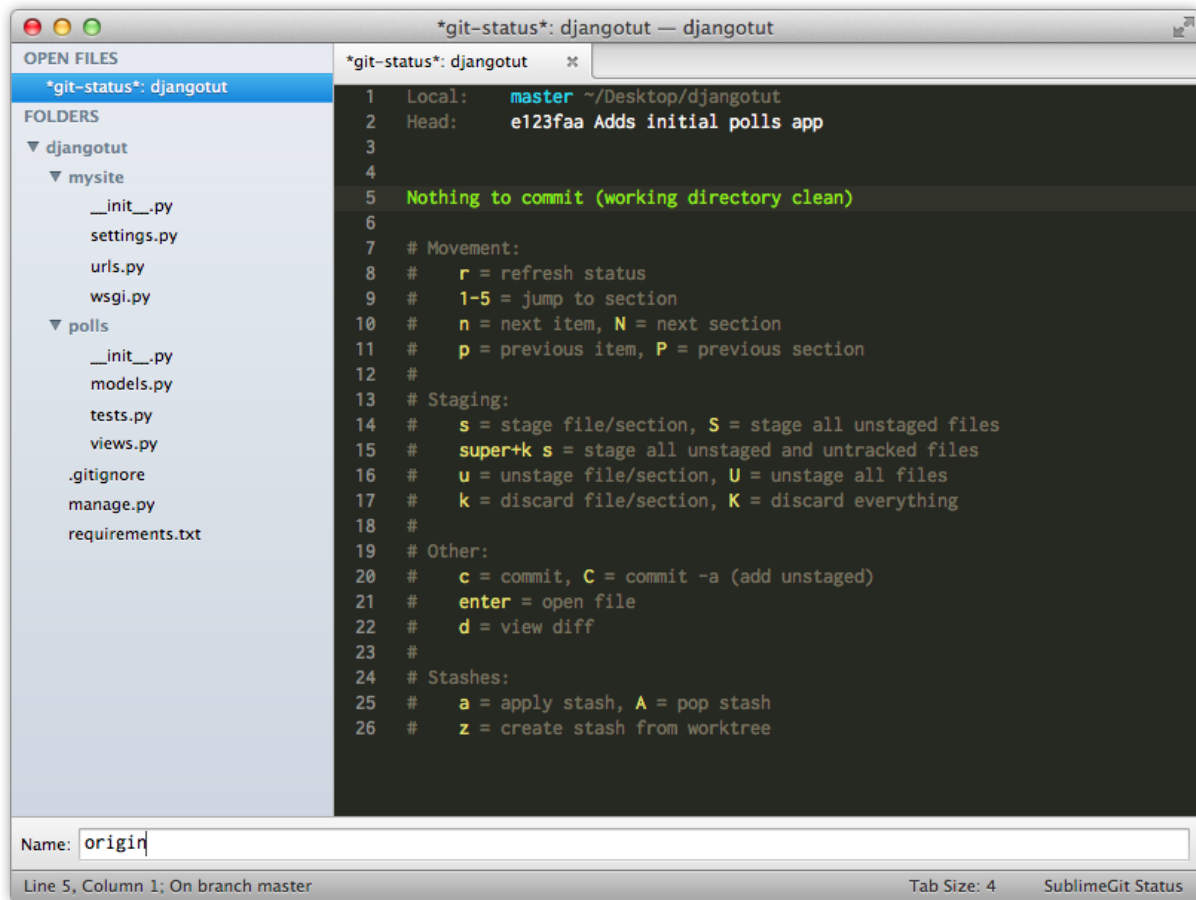 *git-status*: djangotut — djangotut
OPEN FILES
*git-status*: djangotut
FOLDERS
djangotut
mysite
__init__.py
settings.py
urls.py
wsgi.py
polls
__init__.py
models.py
tests.py
views.py
.gitignore
manage.py
requirements.txt
*git-status*: djangotut
1 Local: master ~/Desktop/djangotut
2 Head: e123faa Adds initial polls app
3
4
5 Nothing to commit (working directory clean)
6
7 # Movement:
8 # r = refresh status
9 # 1-5 = jump to section
10 # n = next item, N = next section
11 # p = previous item, P = previous section
12 #
13 # Staging:
14 # s = stage file/section, S = stage all unstaged files
15 # super+k s = stage all unstaged and untracked files
16 # u = unstage file/section, U = unstage all files
17 # k = discard file/section, K = discard everything
18 #
19 # Other:
20 # c = commit, C = commit -a (add unstaged)
21 # enter = open file
22 # d = view diff
23 #
24 # Stashes:
25 # a = apply stash, A = pop stash
26 # z = create stash from worktree
Name: origin
Line 5, Column 1; On branch master Tab Size: 4 SublimeGit Status